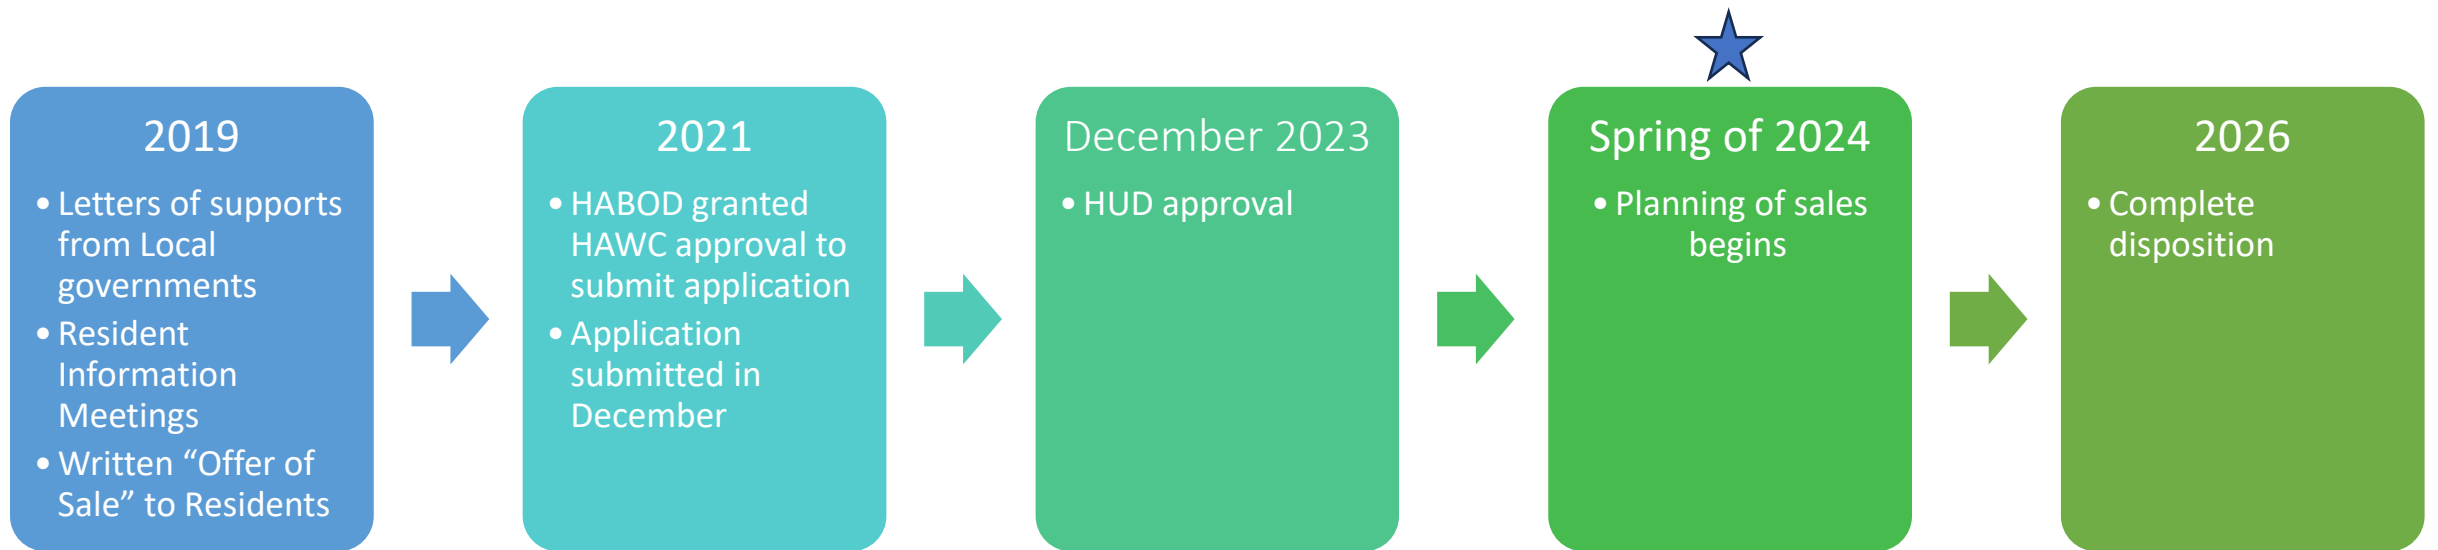 2019
• Letters of supports
from Local
governments
• Resident
Information
Meetings
• Written “Offer of
Sale” to Residents
2021
• HABOD granted
HAWC approval to
submit application
• Application
submitted in
December
December 2023
• HUD approval
Spring of 2024
• Planning of sales
begins
2026
• Complete
disposition